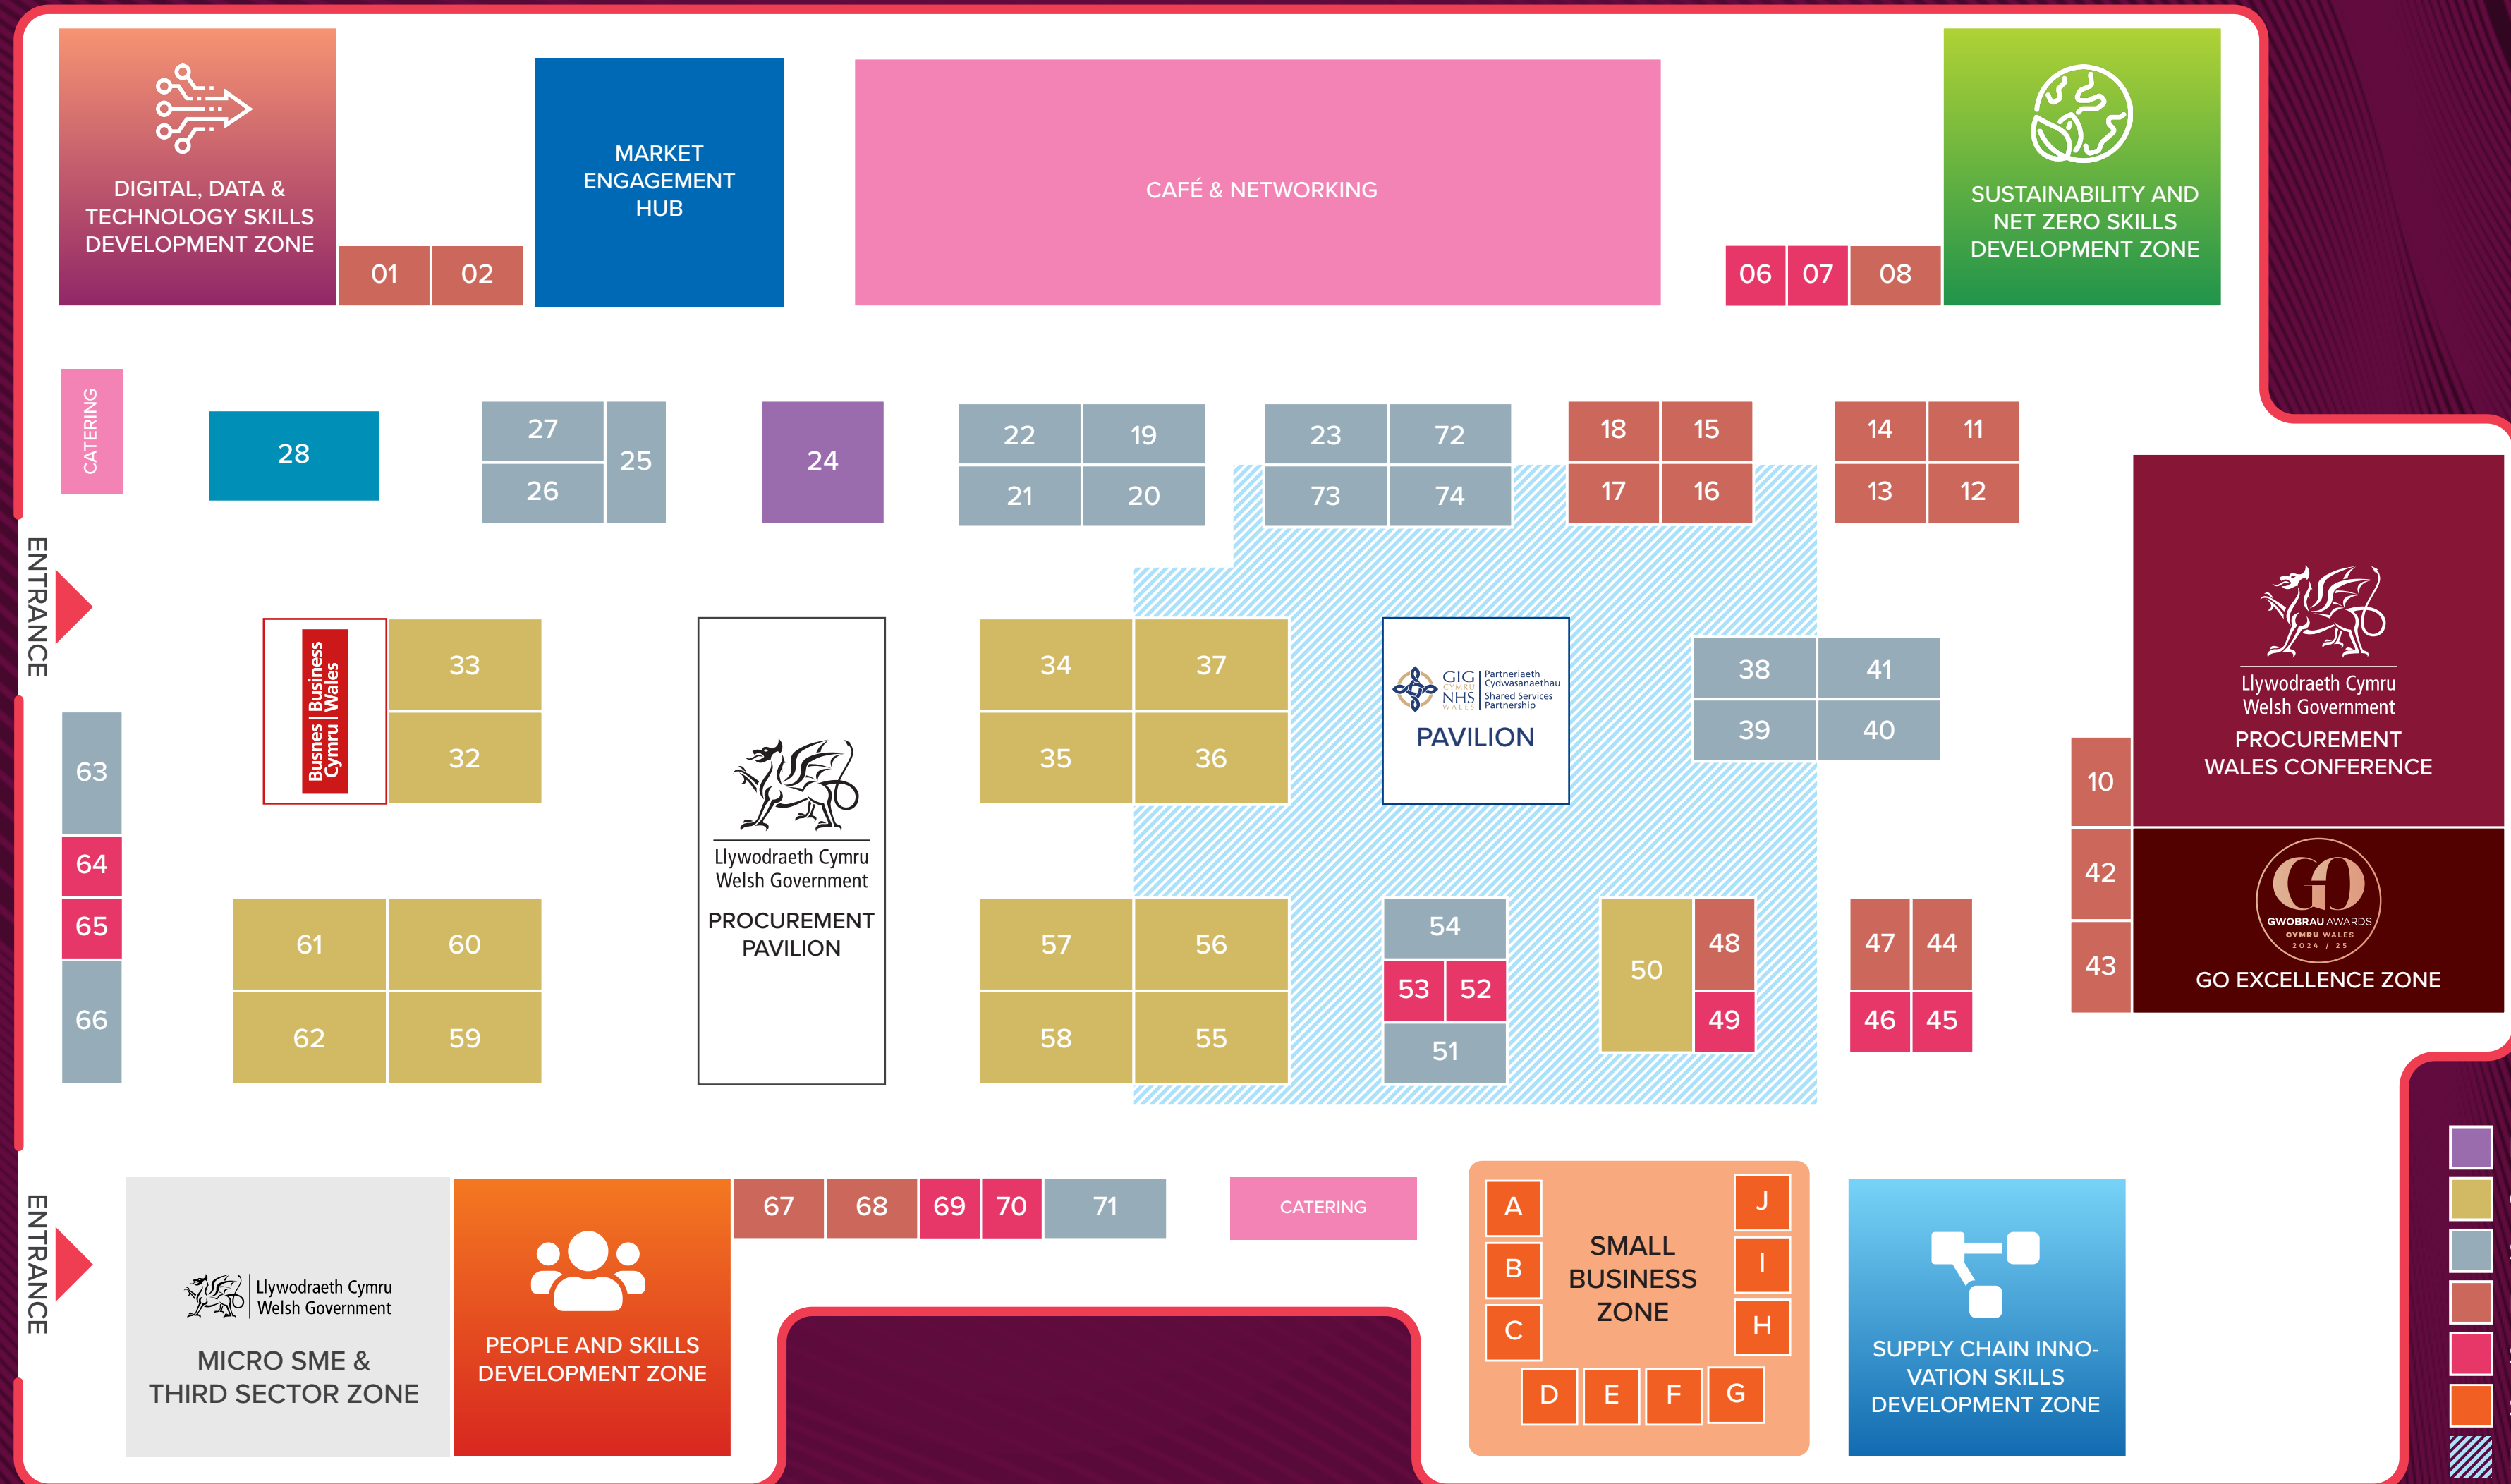 DIGITAL, DATA &
TECHNOLOGY SKILLS
DEVELOPMENT ZONE
01
02
MARKET
ENGAGEMENT
HUB
CAFÉ & NETWORKING
06
07
08
SUSTAINABILITY AND
NET ZERO SKILLS
DEVELOPMENT ZONE
CATERING
28
27
26
25
24
22
19
21
20
23
72
73
74
18
15
17
16
14
11
13
12
ENTRANCE
Busnes | Business
Cymru | Wales
33
32
Llywodraeth Cymru
Welsh Government
PROCUREMENT
PAVILION
34
37
35
36
GIG
CYMRU
NHS
WALES
Partneriaeth
Cydwasanaethau
Shared Services
Partnership
PAVILION
38
41
39
40
Llywodraeth Cymru
Welsh Government
PROCUREMENT
WALES CONFERENCE
10
42
43
GO
GWOBRAU AWARDS
CYMRU WALES
2024 / 25
GO EXCELLENCE ZONE
63
64
65
66
61
60
62
59
57
56
58
55
54
53
52
51
50
48
49
47
44
46
45
ENTRANCE
Llywodraeth Cymru
Welsh Government
MICRO SME &
THIRD SECTOR ZONE
PEOPLE AND SKILLS
DEVELOPMENT ZONE
67
68
69
70
71
CATERING
SMALL
BUSINESS
ZONE
A
B
C
D
E
F
G
H
I
J
SUPPLY CHAIN INNO-
VATION SKILLS
DEVELOPMENT ZONE